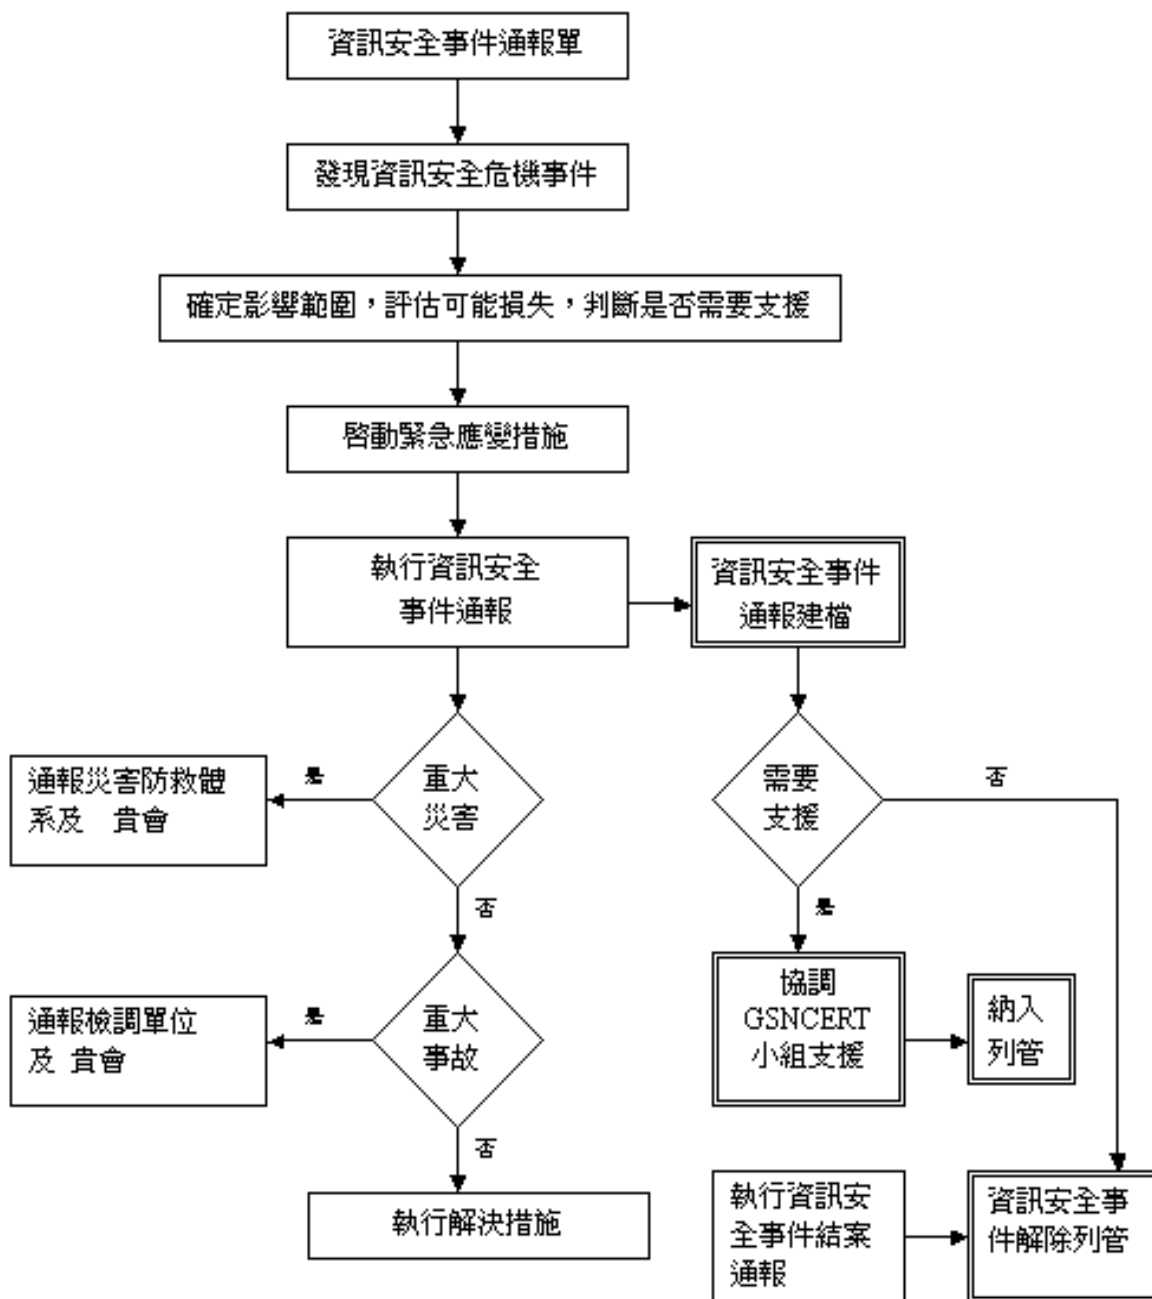 資訊安全事件通報單
發現資訊安全危機事件
確定影響範圍，評估可能損失，判斷是否需要支援
啓動緊急應變措施
執行資訊安全
事件通報
資訊安全事件
通報建檔
重大
災害
是
通報災害防救體
系及　貴會
否
需要
支援
否
是
重大
事故
是
通報檢調單位
及 貴會
否
協調
GSNCERT
小組支援
納入
列管
執行解決措施
執行資訊安
全事件結案
通報
資訊安全事
件解除列管